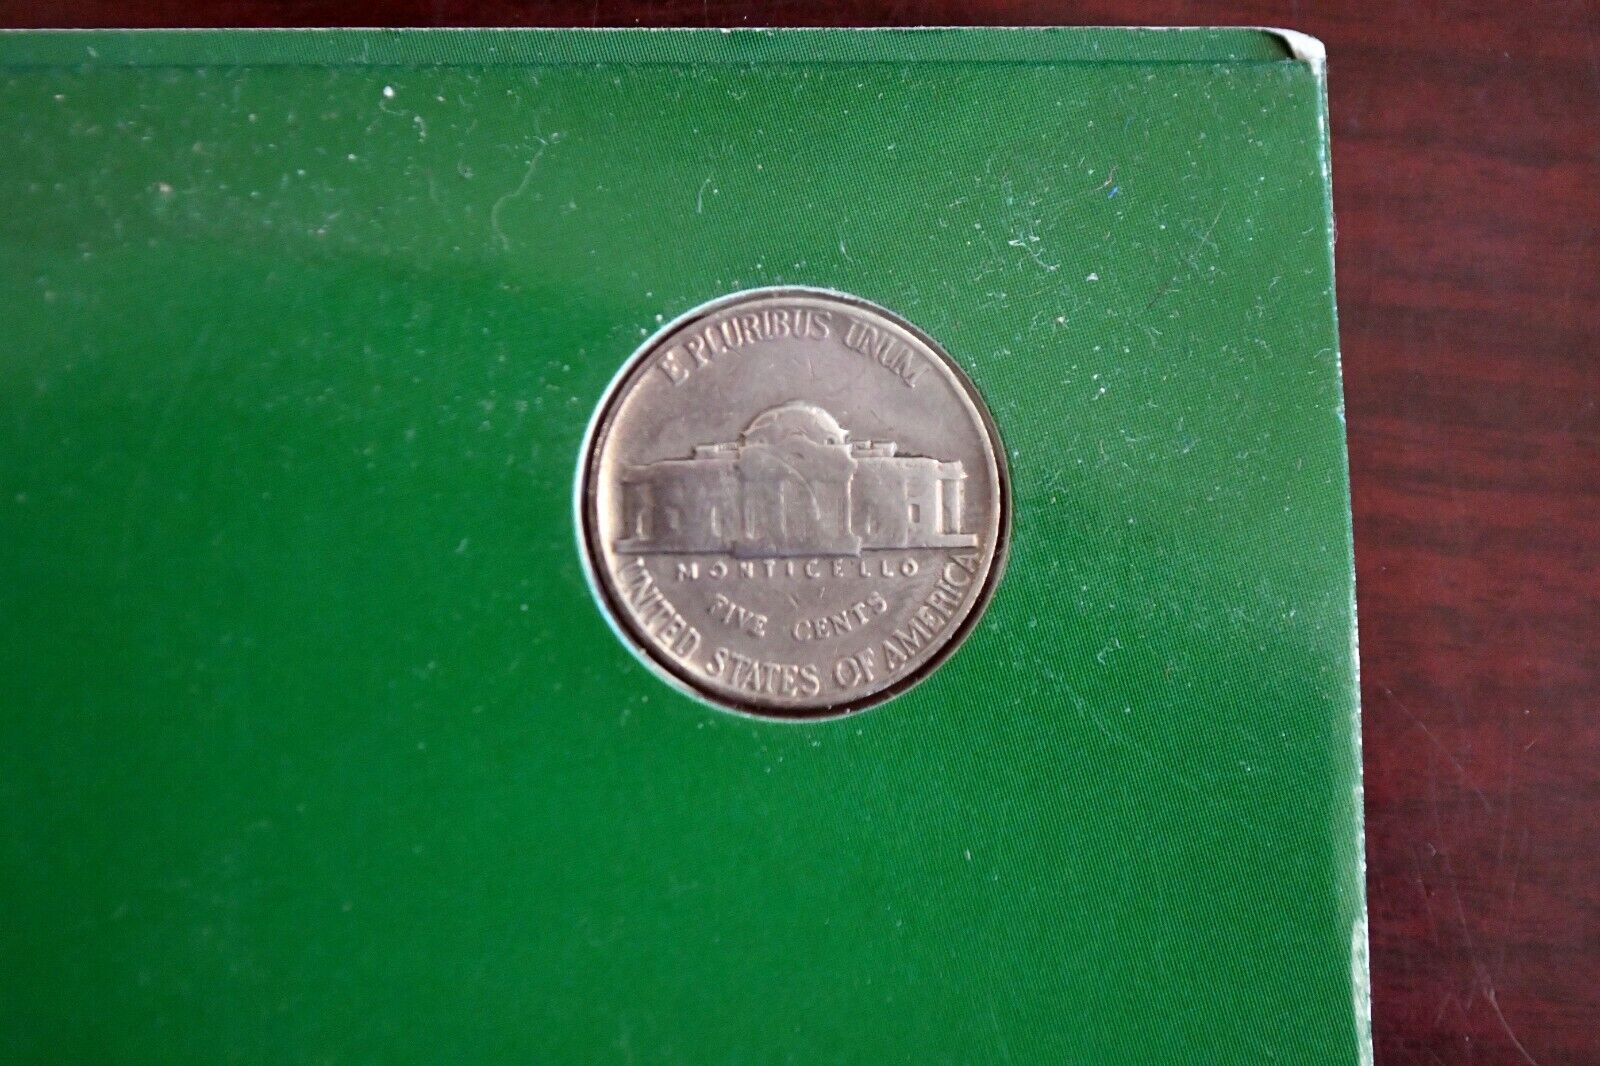 E PLURIBUS UNUM
MONTICELLO
FIVE CENTS
UNITED STATES OF AMERICA